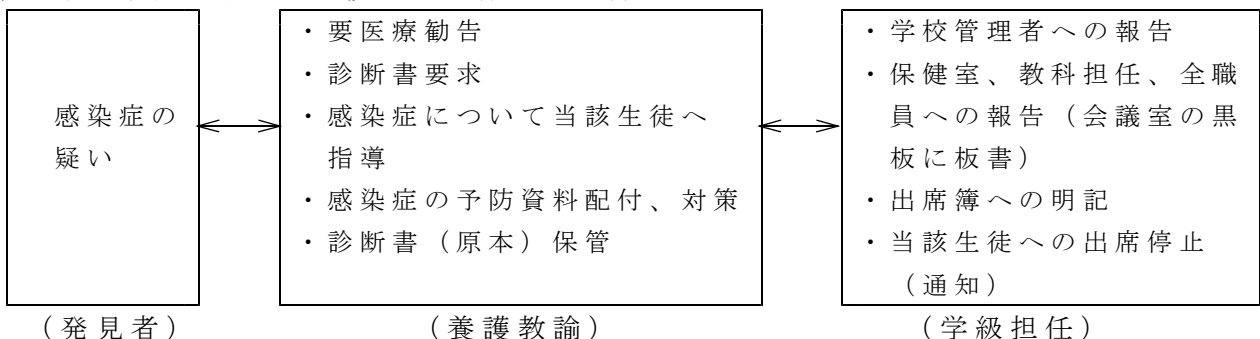 感染症の
疑い
（発見者）
・要医療勧告
・診断書要求
・感染症について当該生徒へ
指導
・感染症の予防資料配付、対策
・診断書（原本）保管
（養護教諭）
・学校管理者への報告
・保健室、教科担任、全職
員への報告（会議室の黒
板に板書）
・出席簿への明記
・当該生徒への出席停止
（通知）
（学級担任）